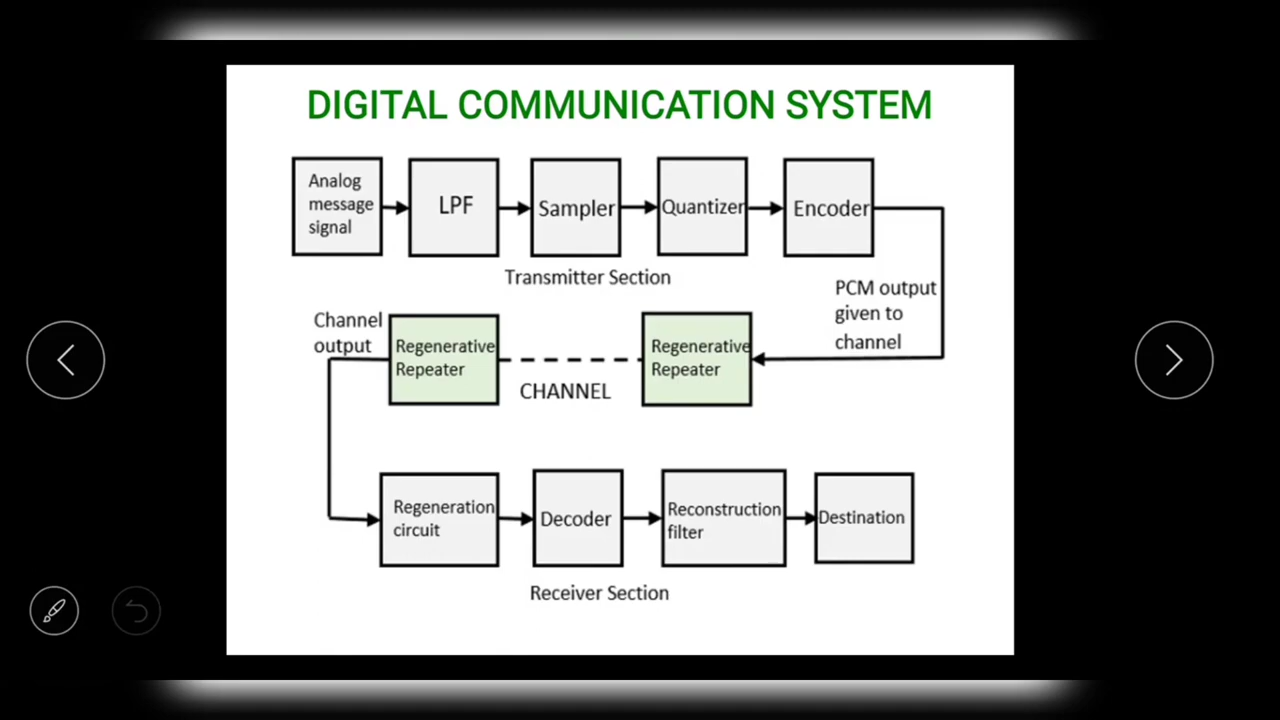 DIGITAL COMMUNICATION SYSTEM
Analog
message
signal
LPF
Sampler
Quantizer
Encoder
Transmitter Section
PCM output
given to
channel
Channel
output
Regenerative
Repeater
CHANNEL
Regenerative
Repeater
Regeneration
circuit
Decoder
Reconstruction
filter
Destination
Receiver Section